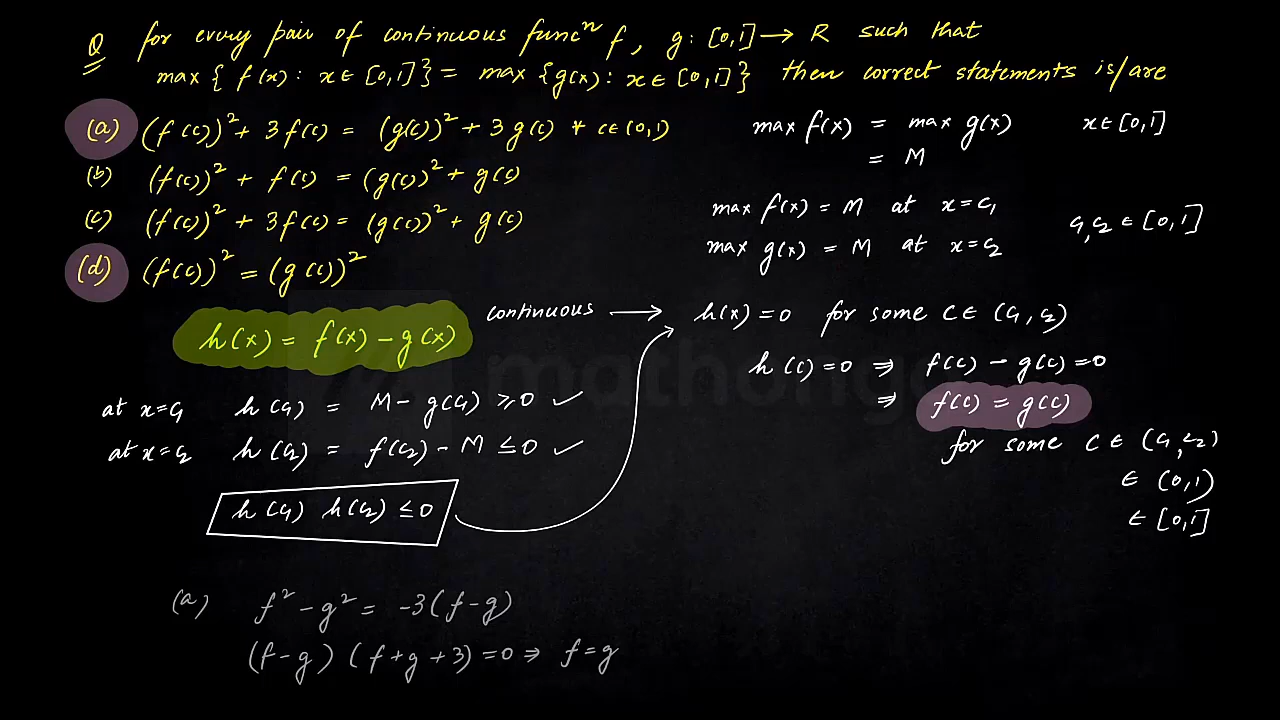 Q for every pair of continuous funcⁿ f, g: [0,1] → R such that
max { f(x) : x ∈ [0,1] } = max { g(x) : x ∈ [0,1] } then correct statements is/are
(a) (f(c))² + 3f(c) = (g(c))² + 3g(c) * c∈(0,1)
(b) (f(c))² + f(c) = (g(c))² + g(c)
(c) (f(c))² + 3f(c) = (g(c))² + g(c)
(d) (f(c))² = (g(c))²
h(x) = f(x) - g(x)
at x=c₁ h(c₁) = M - g(c₁) ≥ 0 ✓
at x=c₂ h(c₂) = f(c₂) - M ≤ 0 ✓
h(c₁) h(c₂) ≤ 0
max f(x) = max g(x) x∈[0,1]
= M
max f(x) = M at x=c₁
max g(x) = M at x=c₂
c₁,c₂ ∈ [0,1]
continuous → h(x)=0 for some c∈(c₁,c₂)
h(c)=0 ⇒ f(c) - g(c)=0
⇒ f(c) = g(c)
for some c ∈ (c₁,c₂)
∈ (0,1)
∈ [0,1]
(a) f² - g² = -3(f-g)
(f-g) (f+g+3) = 0 ⇒ f=g
mathongo